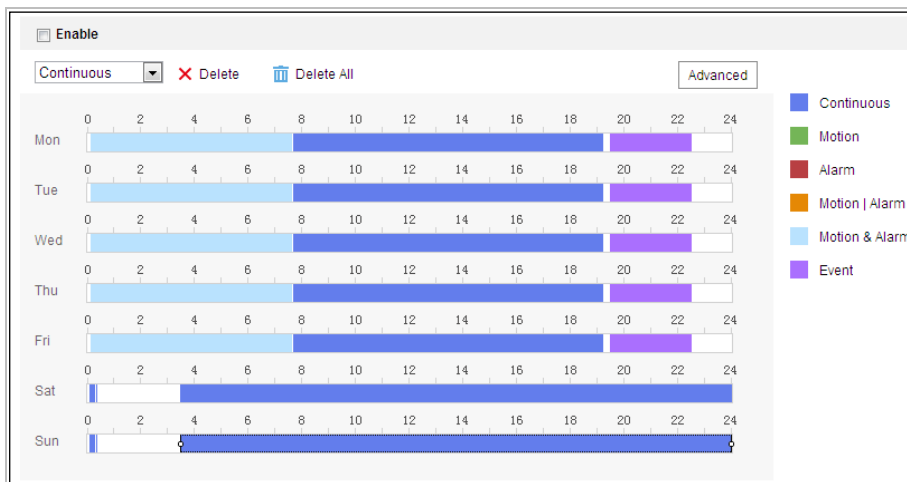 Enable
Continuous Delete Delete All Advanced
0 2 4 6 8 10 12 14 16 18 20 22 24
Mon
0 2 4 6 8 10 12 14 16 18 20 22 24
Tue
0 2 4 6 8 10 12 14 16 18 20 22 24
Wed
0 2 4 6 8 10 12 14 16 18 20 22 24
Thu
0 2 4 6 8 10 12 14 16 18 20 22 24
Fri
0 2 4 6 8 10 12 14 16 18 20 22 24
Sat
0 2 4 6 8 10 12 14 16 18 20 22 24
Sun
Continuous
Motion
Alarm
Motion | Alarm
Motion & Alarm
Event